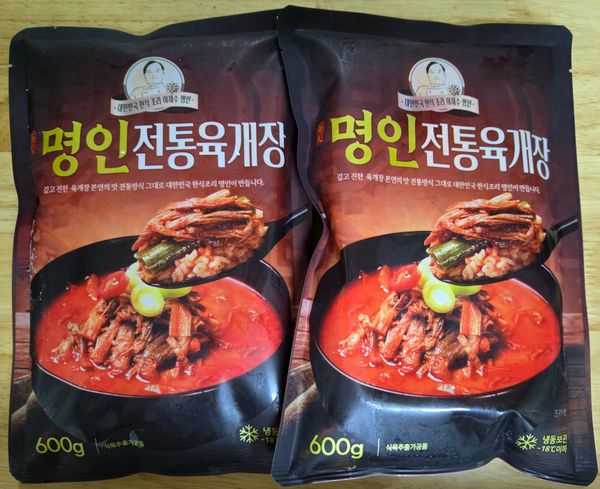 대한민국 한식 조리 이재수 명인
명인전통육개장
깊고 진한 육개장 본연의 맛 전통방식 그대로 대한민국 한식조리 명인이 만듭니다.
600g
식육추출가공품
냉동
-18℃
대한민국 한식 조리 이재수 명인
명인전통육개장
깊고 진한 육개장 본연의 맛 전통방식 그대로 대한민국 한식조리 명인이 만듭니다.
600g
식육추출가공품
냉동보관
-18℃이하